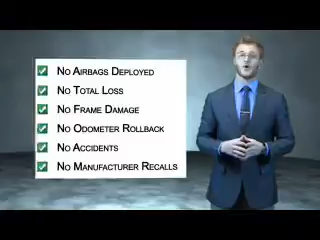 No Airbags Deployed
No Total Loss
No Frame Damage
No Odometer Rollback
No Accidents
No Manufacturer Recalls